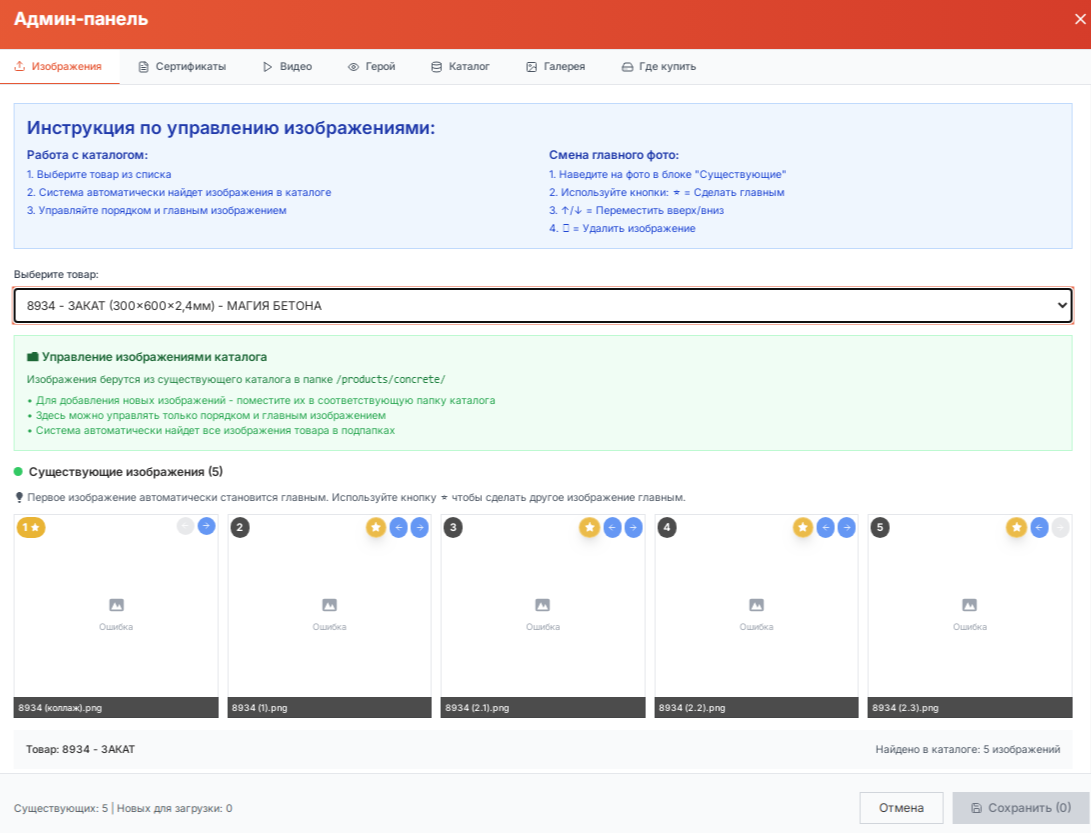 Админ-панель
Изображения Сертификаты Видео Герой Каталог Галерея Где купить
Инструкция по управлению изображениями:
Работа с каталогом:
1. Выберите товар из списка
2. Система автоматически найдет изображения в каталоге
3. Управляйте порядком и главным изображением
Смена главного фото:
1. Наведите на фото в блоке "Существующие"
2. Используйте кнопки: ⭐ = Сделать главным
3. ↑/↓ = Переместить вверх/вниз
4. 🗑 = Удалить изображение
Выберите товар:
8934 - ЗАКАТ (300×600×2,4мм) - МАГИЯ БЕТОНА
Управление изображениями каталога
Изображения берутся из существующего каталога в папке /products/concrete/
• Для добавления новых изображений - поместите их в соответствующую папку каталога
• Здесь можно управлять только порядком и главным изображением
• Система автоматически найдет все изображения товара в подпапках
Существующие изображения (5)
Первое изображение автоматически становится главным. Используйте кнопку ⭐ чтобы сделать другое изображение главным.
1 ★ ← →
Ошибка
8934 (коллаж).png
2 ★ ← →
Ошибка
8934 (1).png
3 ★ ← →
Ошибка
8934 (2.1).png
4 ★ ← →
Ошибка
8934 (2.2).png
5 ★ ← →
Ошибка
8934 (2.3).png
Товар: 8934 - ЗАКАТ
Найдено в каталоге: 5 изображений
Существующих: 5 | Новых для загрузки: 0
Отмена
Сохранить (0)